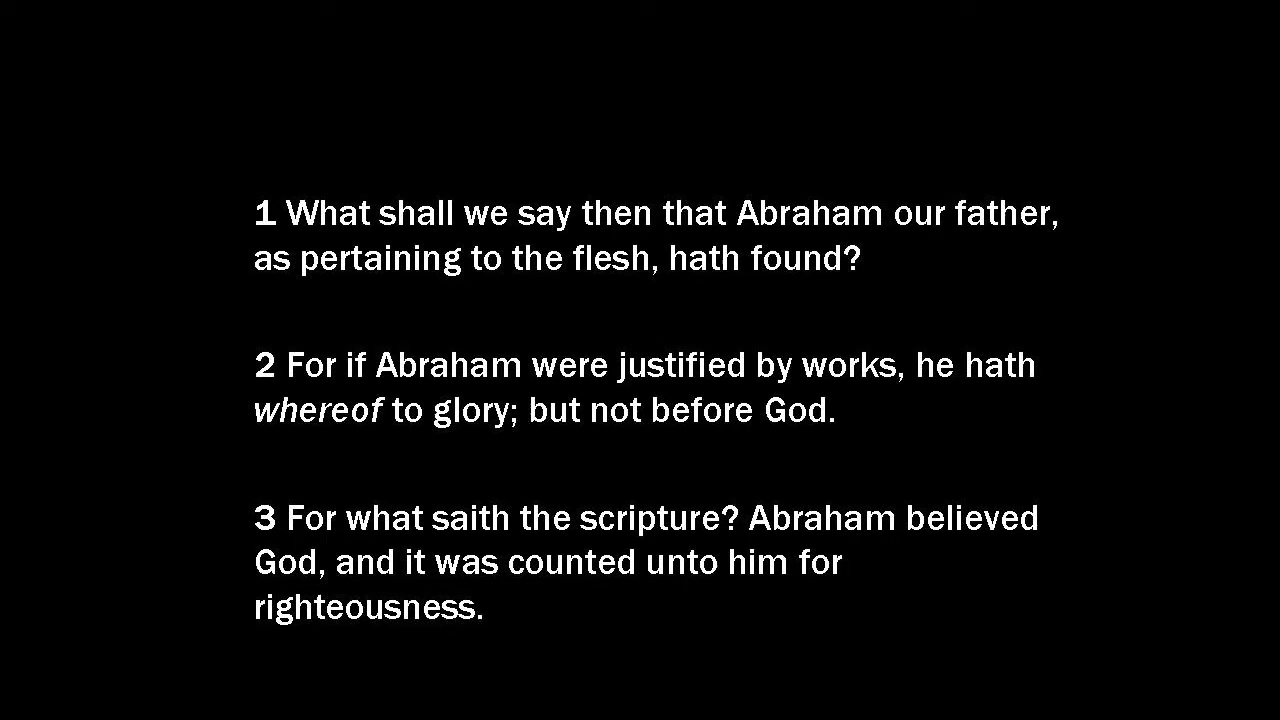 1 What shall we say then that Abraham our father,
as pertaining to the flesh, hath found?
2 For if Abraham were justified by works, he hath
whereof to glory; but not before God.
3 For what saith the scripture? Abraham believed
God, and it was counted unto him for
righteousness.